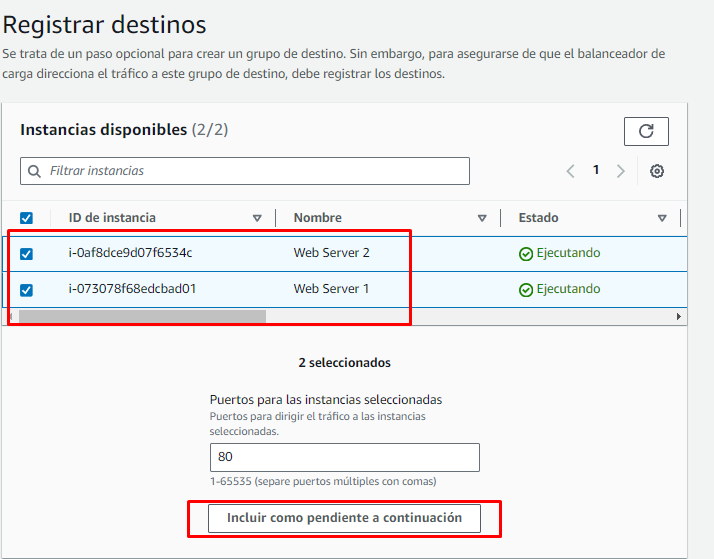 Registrar destinos
Se trata de un paso opcional para crear un grupo de destino. Sin embargo, para asegurarse de que el balanceador de
carga direcciona el tráfico a este grupo de destino, debe registrar los destinos.
Instancias disponibles (2/2)
Filtrar instancias
1
ID de instancia Nombre Estado
i-0af8dce9d07f6534c Web Server 2 Ejecutando
i-073078f68edcbad01 Web Server 1 Ejecutando
2 seleccionados
Puertos para las instancias seleccionadas
Puertos para dirigir el tráfico a las instancias
seleccionadas.
80
1-65535 (separe puertos múltiples con comas)
Incluir como pendiente a continuación